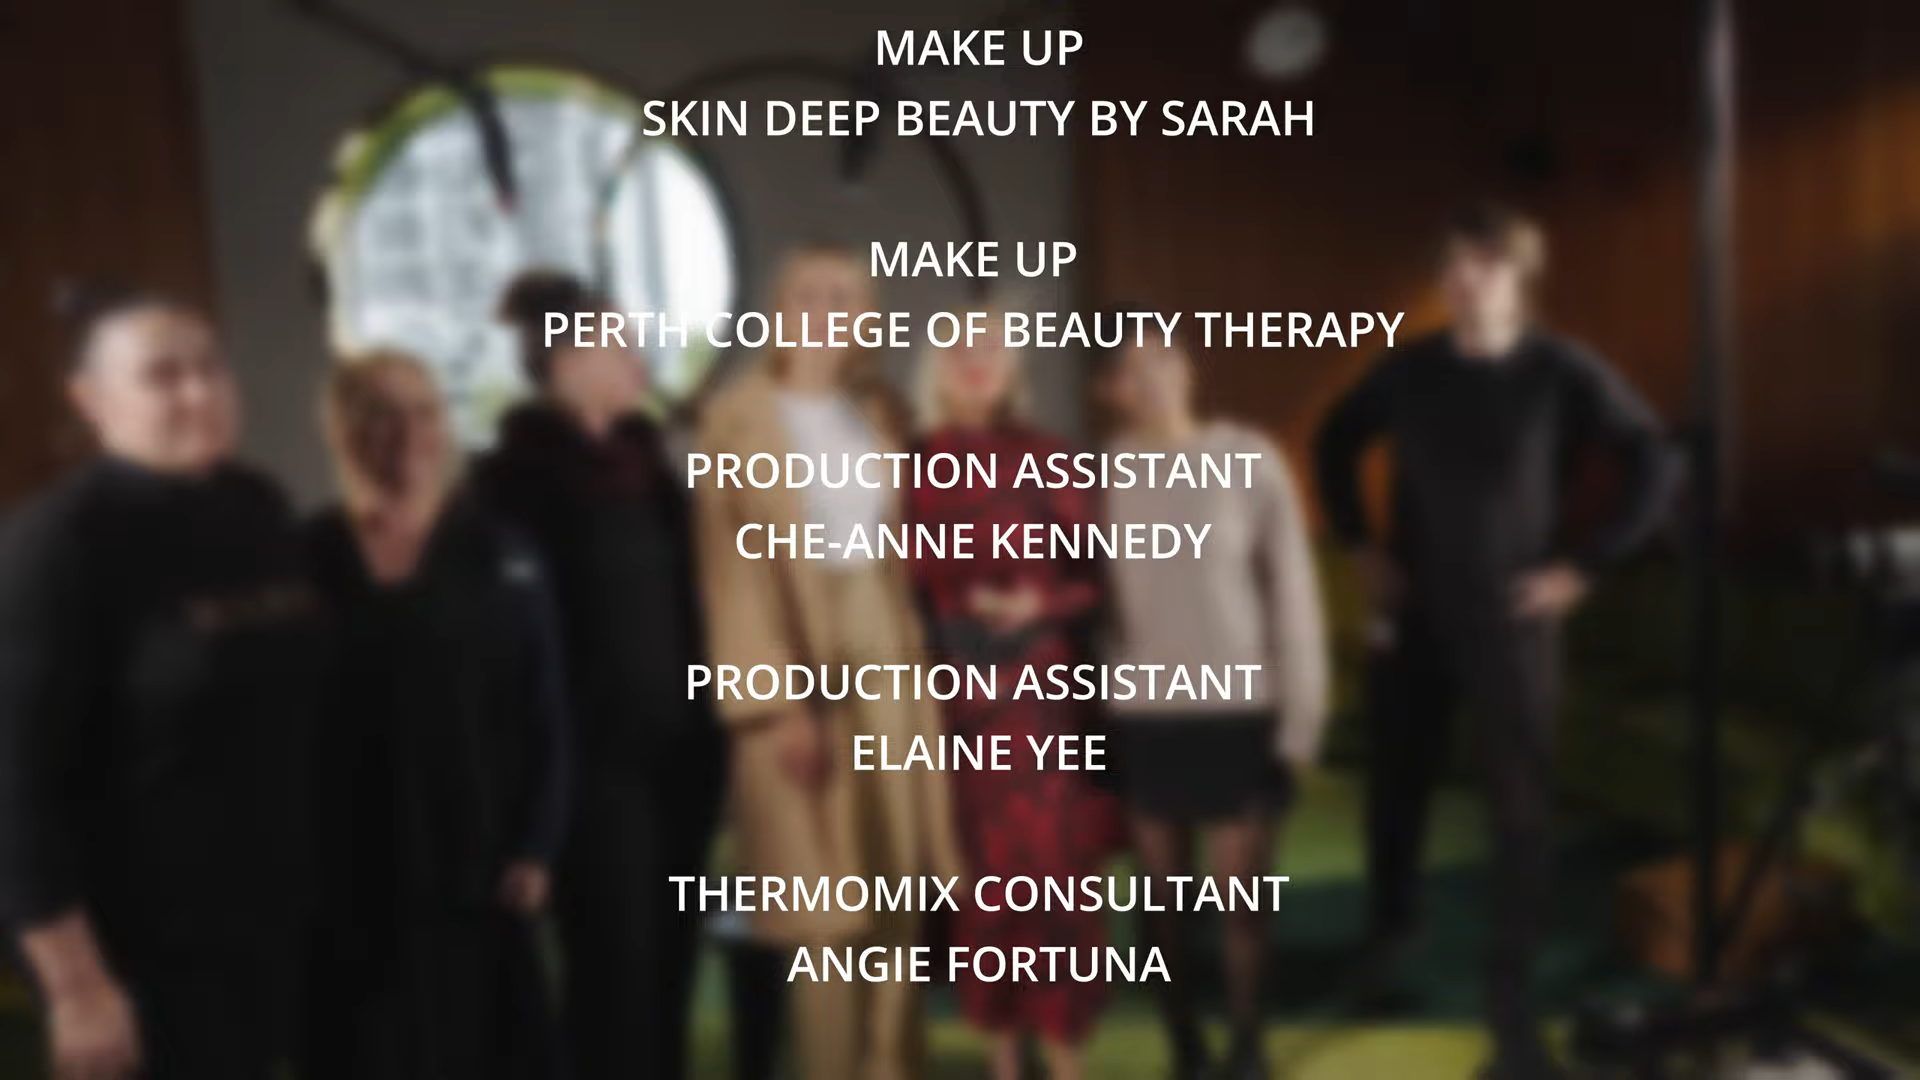 MAKE UP
SKIN DEEP BEAUTY BY SARAH
MAKE UP
PERTH COLLEGE OF BEAUTY THERAPY
PRODUCTION ASSISTANT
CHE-ANNE KENNEDY
PRODUCTION ASSISTANT
ELAINE YEE
THERMOMIX CONSULTANT
ANGIE FORTUNA